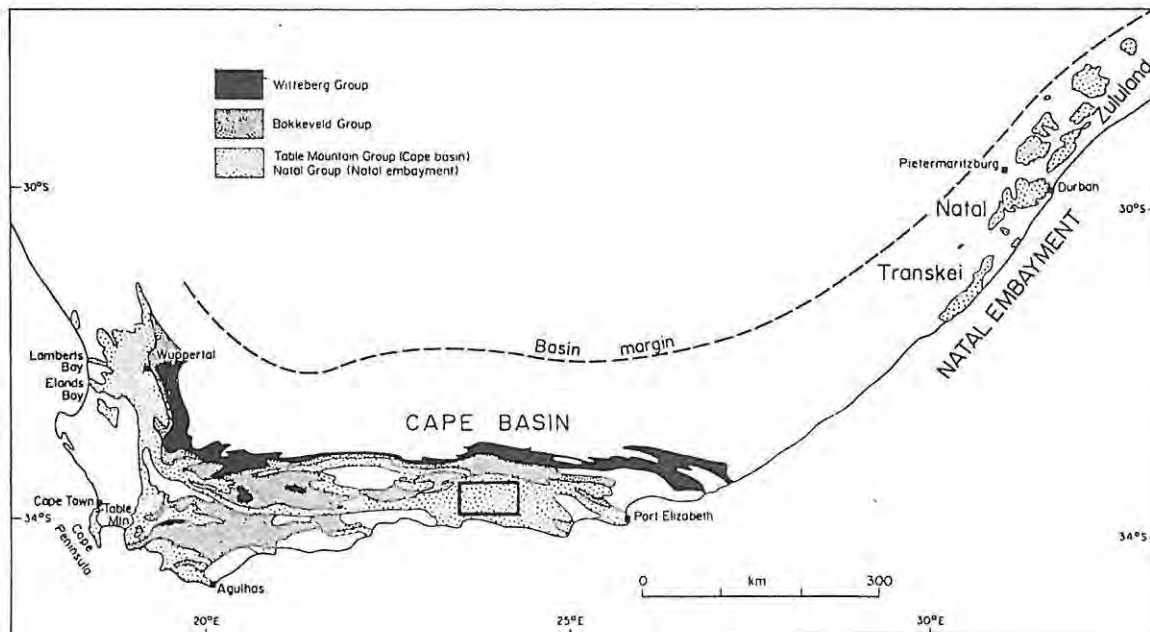 Witteberg Group
Bokkeveld Group
Table Mountain Group (Cape basin)
Natal Group (Natal embayment)
30°S
Zululand
Pietermaritzburg
Durban
30°S
Natal
Transkei
NATAL EMBAYMENT
Basin margin
Lamberts
Bay
Wuppertal
Elands
Bay
CAPE BASIN
Cape Town
Table
Mtn
Cape
Peninsula
34°S
Port Elizabeth
34°S
Agulhas
0 km 300
20°E
25°E
30°E